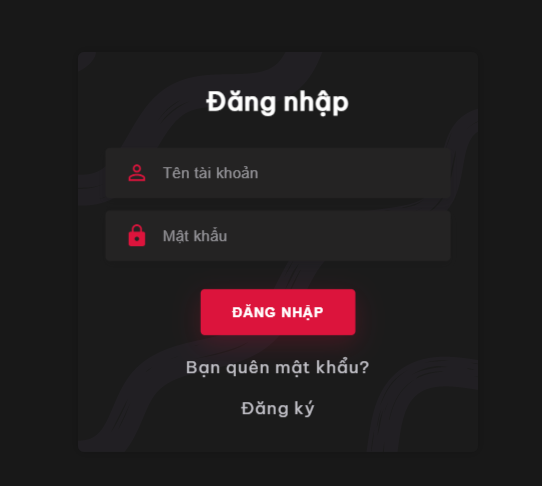 Đăng nhập
Tên tài khoản
Mật khẩu
ĐĂNG NHẬP
Bạn quên mật khẩu?
Đăng ký